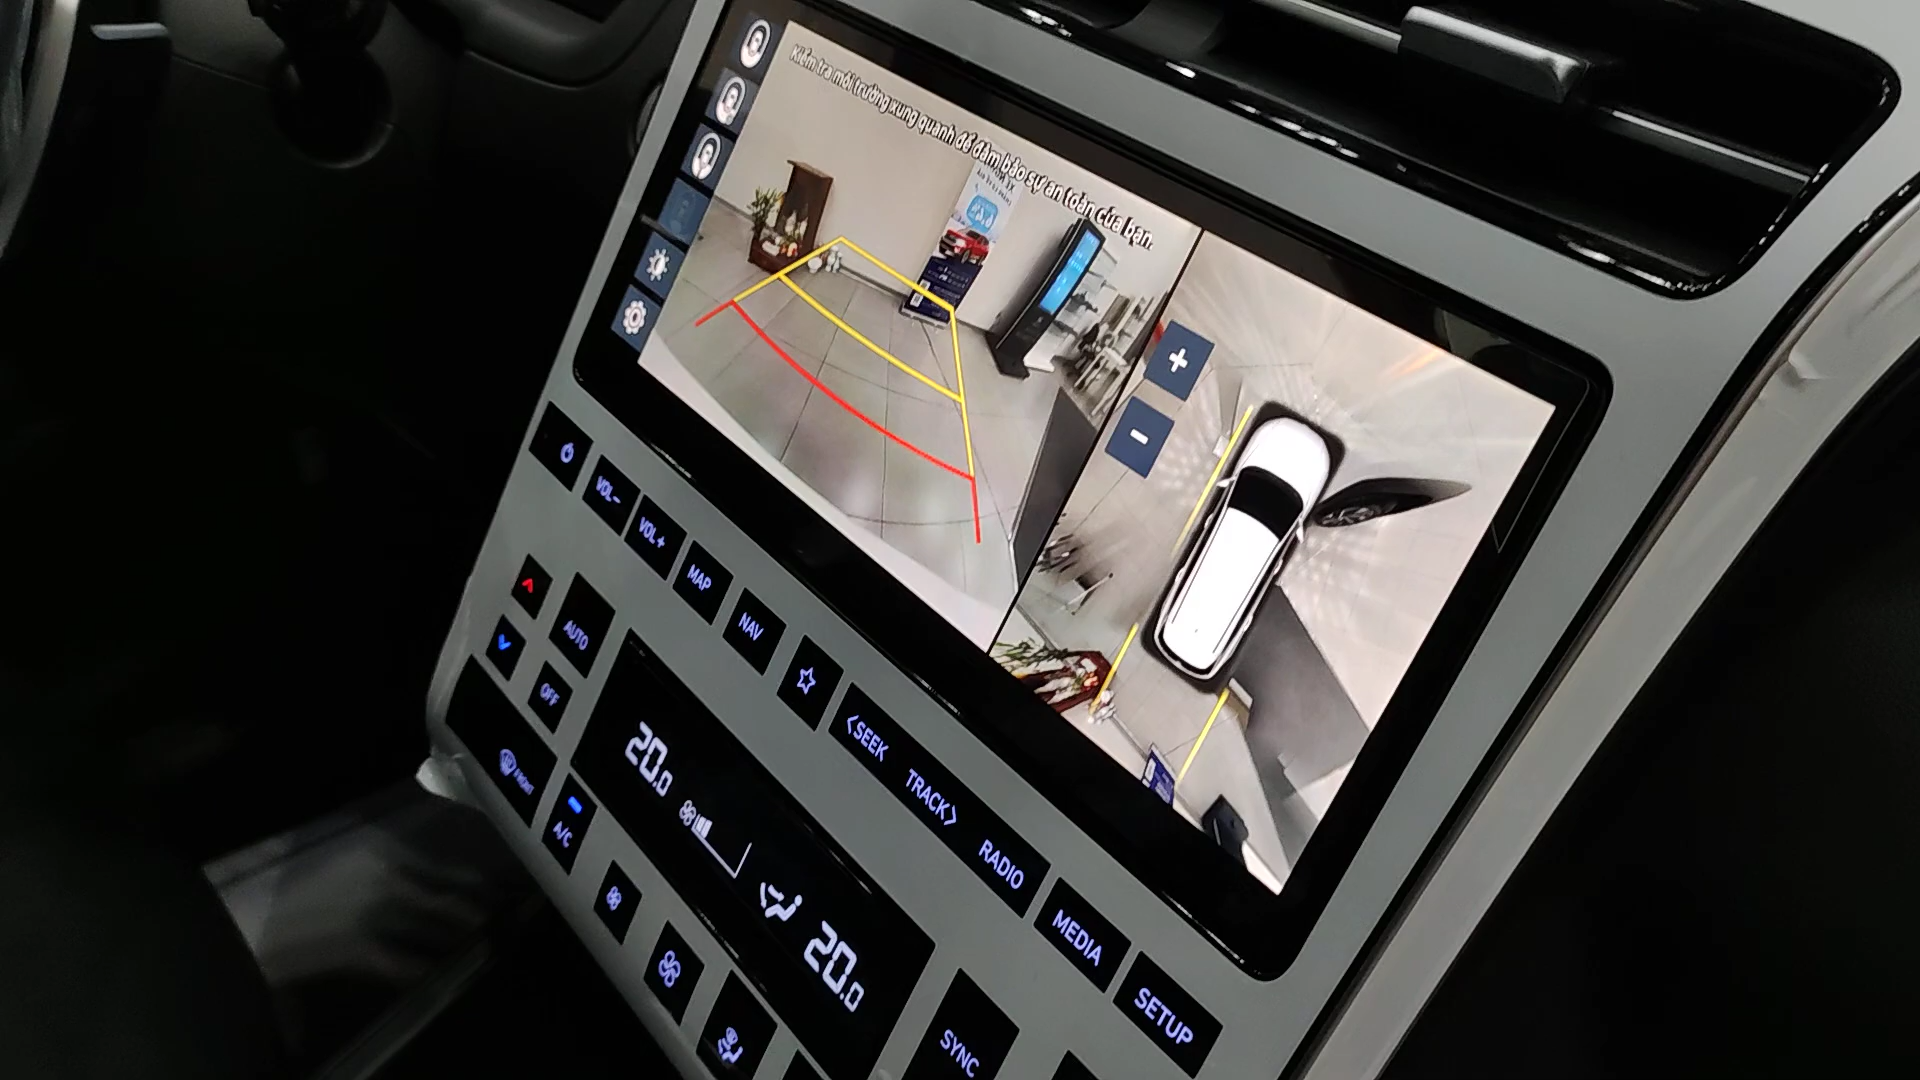 Kiểm tra môi trường xung quanh để đảm bảo sự an toàn của bạn.
+
-
VOL-
VOL+
MAP
NAV
<SEEK
TRACK>
RADIO
MEDIA
SETUP
AUTO
OFF
FRONT
A/C
20.0
20.0
SYNC